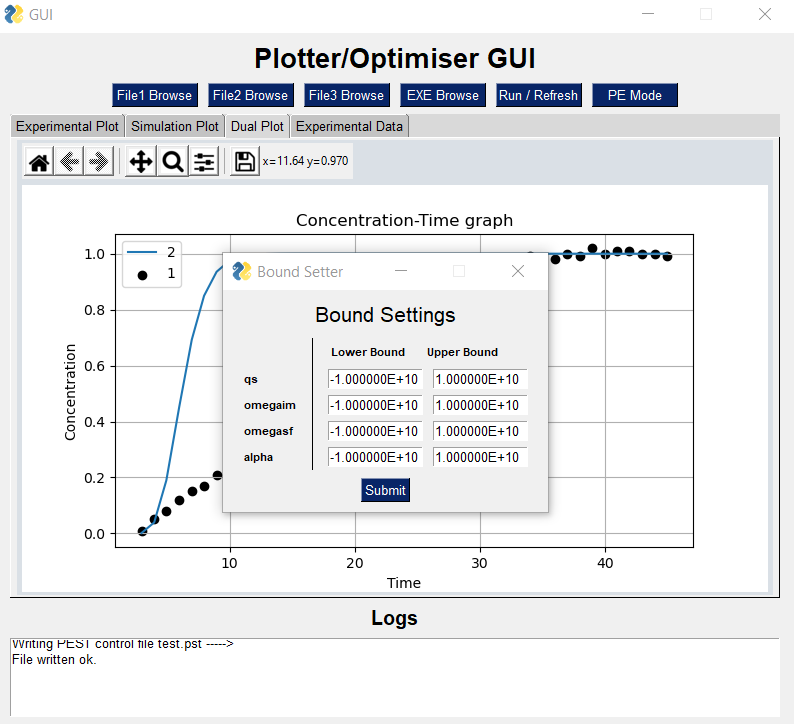 GUI
Plotter/Optimiser GUI
File1 Browse File2 Browse File3 Browse EXE Browse Run / Refresh PE Mode
Experimental Plot Simulation Plot Dual Plot Experimental Data
x=11.64 y=0.970
Concentration-Time graph
2
1
1.0
0.8
0.6
0.4
0.2
0.0
Concentration
10 20 30 40
Time
Bound Setter
Bound Settings
Lower Bound Upper Bound
qs -1.000000E+10 1.000000E+10
omegaim -1.000000E+10 1.000000E+10
omegasf -1.000000E+10 1.000000E+10
alpha -1.000000E+10 1.000000E+10
Submit
Logs
Writing PEST control file test.pst ----->
File written ok.